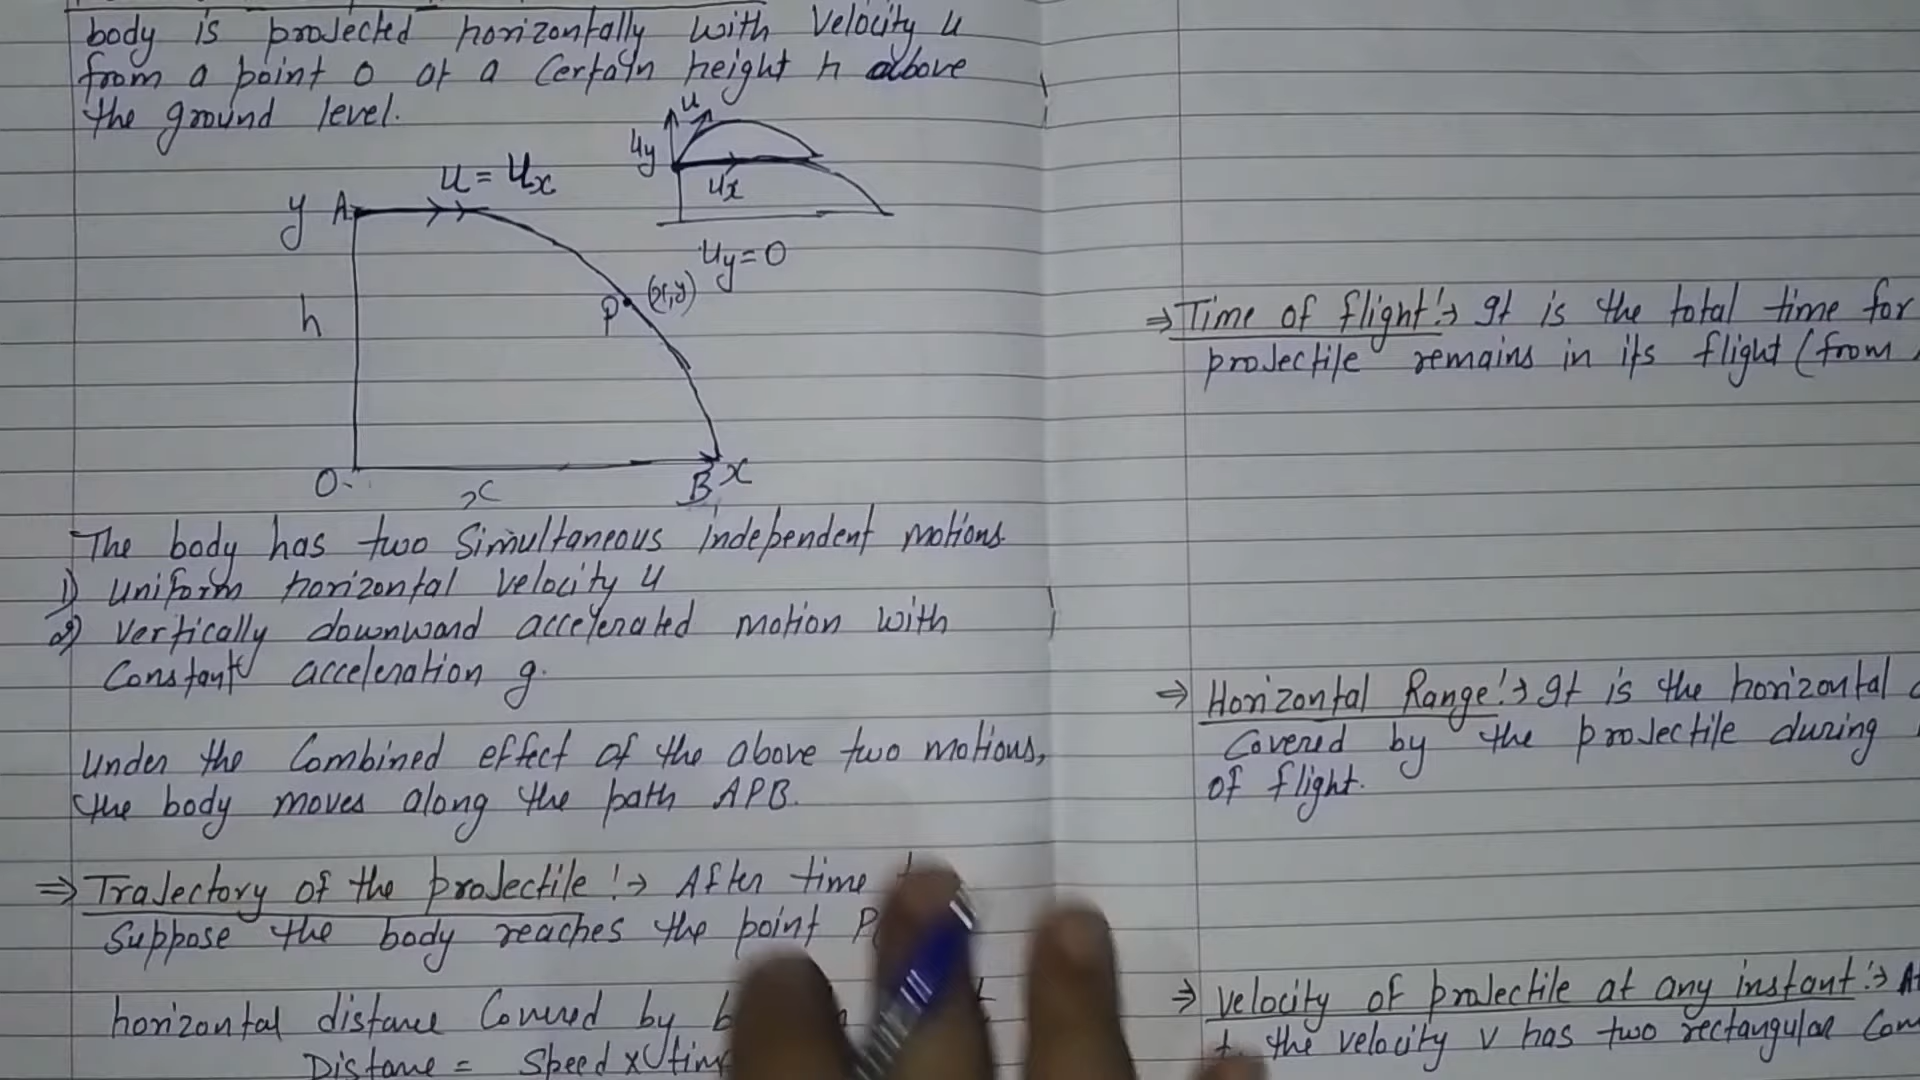 body is projected horizontally with velocity u
from a point O at a certain height h above
the ground level.
u
uy
ux
uy=0
u = ux
y A
P (x,y)
h
O
x
B x
The body has two simultaneous independent motions.
1) uniform horizontal velocity u
2) vertically downward accelerated motion with
constant acceleration g.
under the combined effect of the above two motions,
the body moves along the path APB.
⇒ Trajectory of the projectile :→ After time t
suppose the body reaches the point P
horizontal distance covered by
Distance = speed x
⇒ Time of flight :→ It is the total time for
projectile remains in its flight (from
⇒ Horizontal Range :→ It is the horizontal
covered by the projectile during
of flight.
⇒ velocity of projectile at any instant :→ At
t, the velocity v has two rectangular com